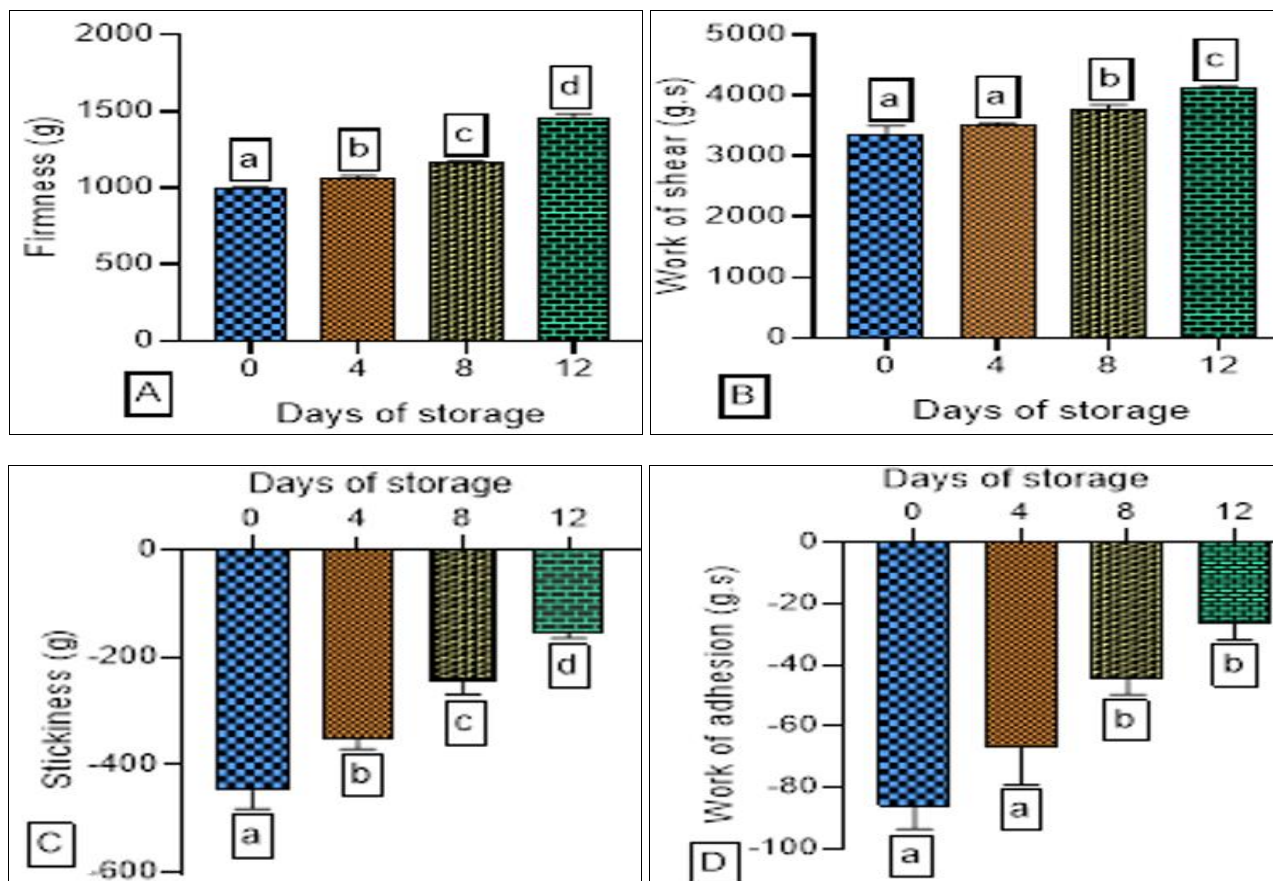 2000
1500
1000
500
0
Firmness (g)
a
b
c
d
0 4 8 12
A
Days of storage
5000
4000
3000
2000
1000
0
Work of shear (g.s)
a
a
b
c
0 4 8 12
B
Days of storage
Days of storage
0 4 8 12
0
-200
-400
-600
Stickiness (g)
a
b
c
d
C
Days of storage
0 4 8 12
0
-20
-40
-60
-80
-100
Work of adhesion (g.s)
a
a
b
b
D